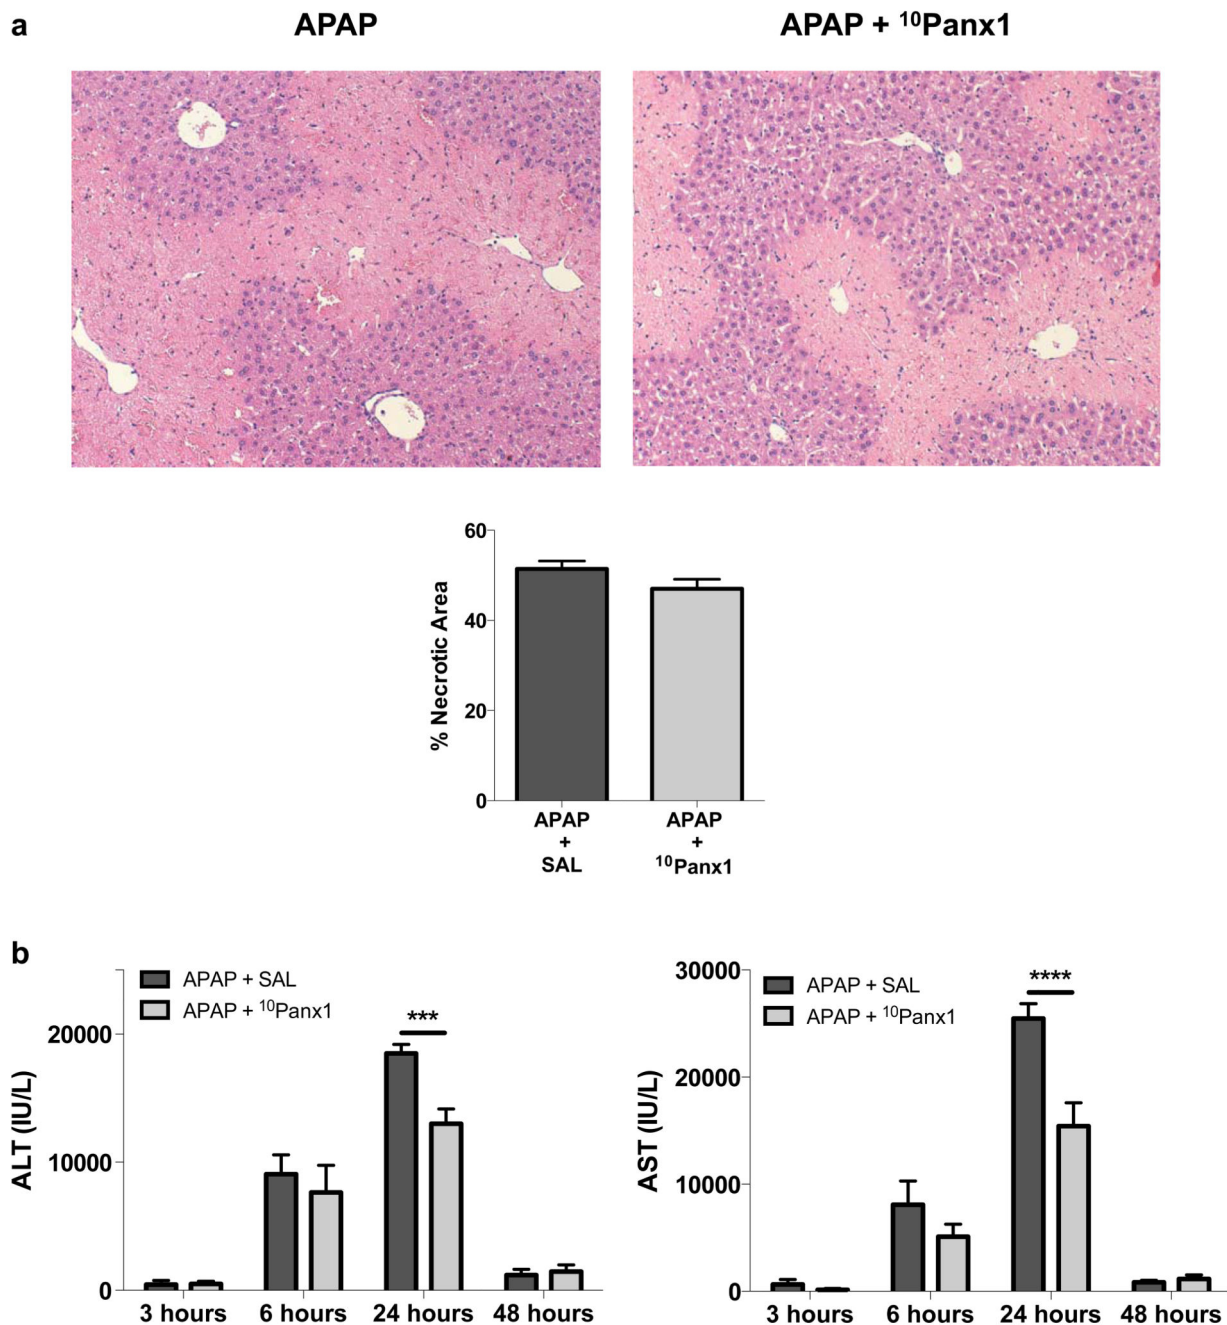 a
APAP
APAP + ¹⁰Panx1
60
40
20
0
% Necrotic Area
APAP
+
SAL
APAP
+
¹⁰Panx1
b
APAP + SAL
APAP + ¹⁰Panx1
***
20000
10000
0
ALT (IU/L)
3 hours
6 hours
24 hours
48 hours
30000
20000
10000
0
AST (IU/L)
APAP + SAL
APAP + ¹⁰Panx1
****
3 hours
6 hours
24 hours
48 hours